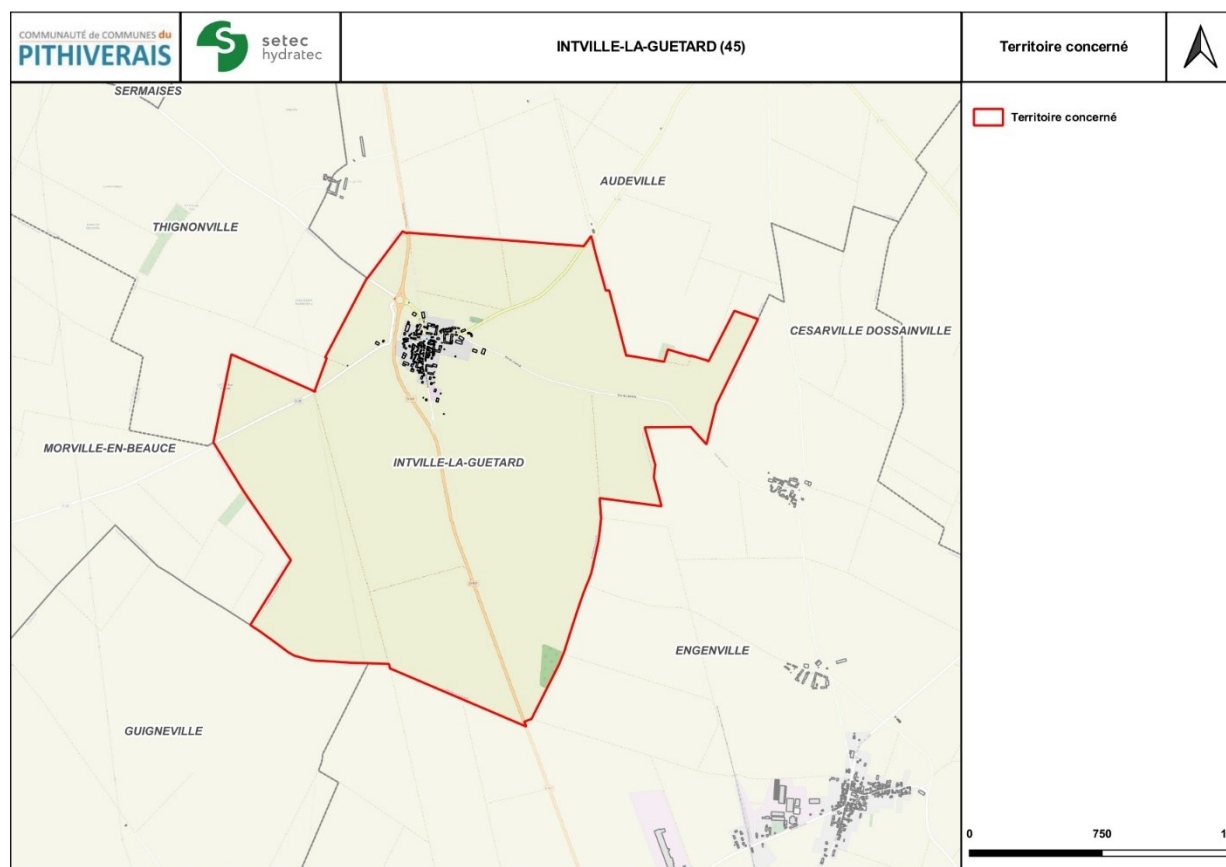 COMMUNAUTÉ de COMMUNES du
PITHIVERAIS
setec
hydratec
INTVILLE-LA-GUETARD (45)
Territoire concerné
SERMAISES
Territoire concerné
AUDEVILLE
THIGNONVILLE
CESARVILLE DOSSAINVILLE
MORVILLE-EN-BEAUCE
INTVILLE-LA-GUETARD
ENGENVILLE
GUIGNEVILLE
0 750 1